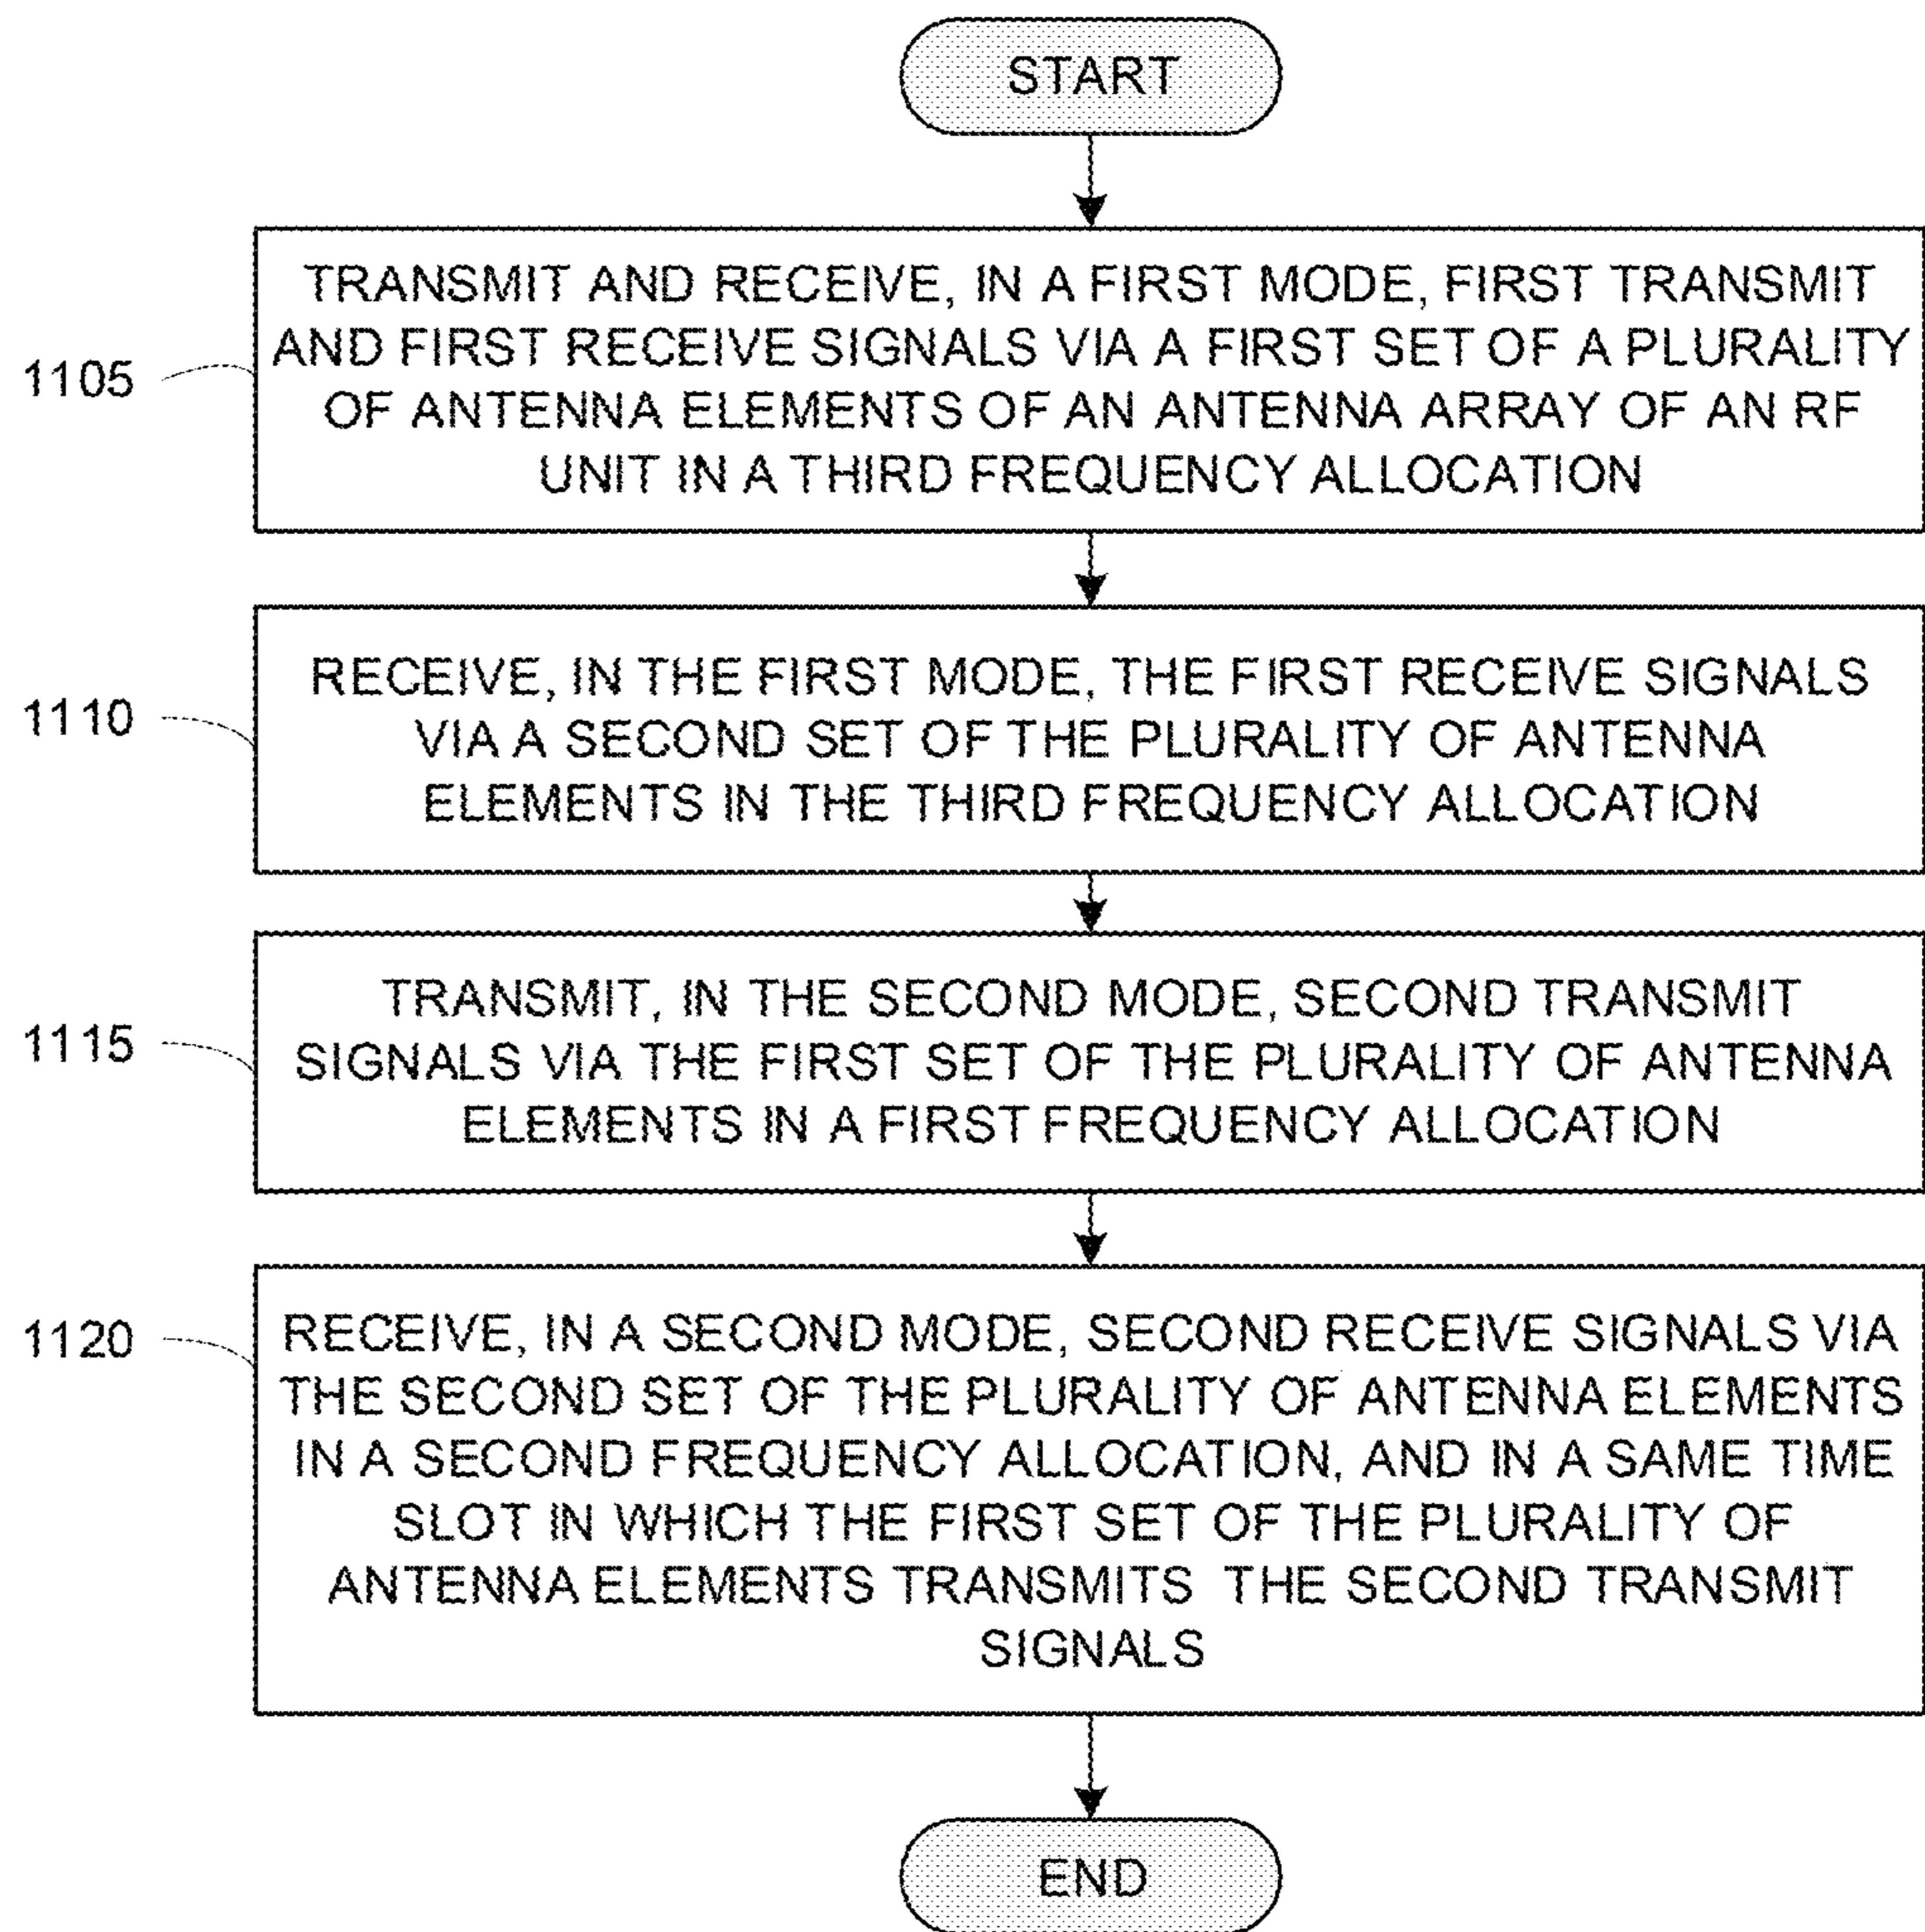 START
1105
TRANSMIT AND RECEIVE, IN A FIRST MODE, FIRST TRANSMIT
AND FIRST RECEIVE SIGNALS VIA A FIRST SET OF A PLURALITY
OF ANTENNA ELEMENTS OF AN ANTENNA ARRAY OF AN RF
UNIT IN A THIRD FREQUENCY ALLOCATION
1110
RECEIVE, IN THE FIRST MODE, THE FIRST RECEIVE SIGNALS
VIA A SECOND SET OF THE PLURALITY OF ANTENNA
ELEMENTS IN THE THIRD FREQUENCY ALLOCATION
1115
TRANSMIT, IN THE SECOND MODE, SECOND TRANSMIT
SIGNALS VIA THE FIRST SET OF THE PLURALITY OF ANTENNA
ELEMENTS IN A FIRST FREQUENCY ALLOCATION
1120
RECEIVE, IN A SECOND MODE, SECOND RECEIVE SIGNALS VIA
THE SECOND SET OF THE PLURALITY OF ANTENNA ELEMENTS
IN A SECOND FREQUENCY ALLOCATION, AND IN A SAME TIME
SLOT IN WHICH THE FIRST SET OF THE PLURALITY OF
ANTENNA ELEMENTS TRANSMITS THE SECOND TRANSMIT
SIGNALS
END